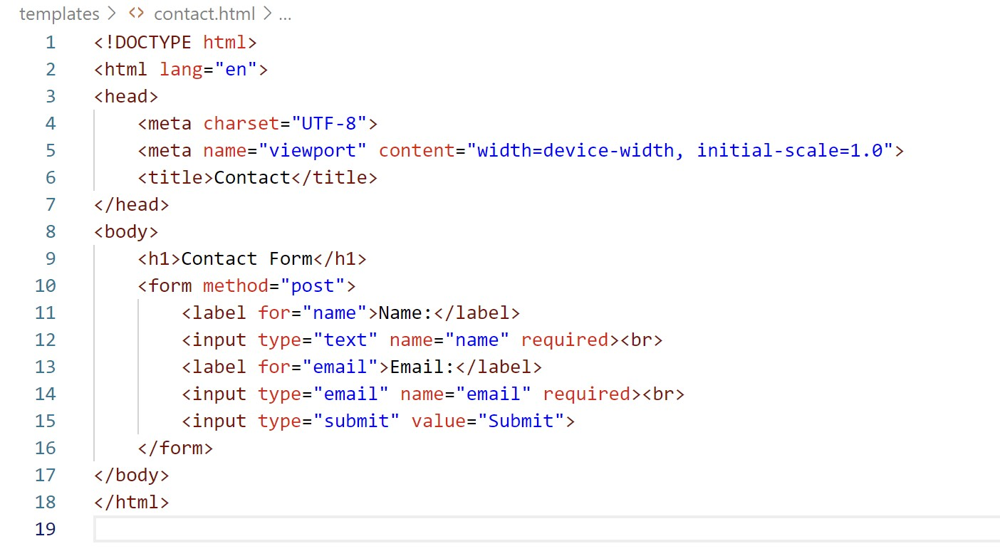 templates > <> contact.html > ...
1 <!DOCTYPE html>
2 <html lang="en">
3 <head>
4     <meta charset="UTF-8">
5     <meta name="viewport" content="width=device-width, initial-scale=1.0">
6     <title>Contact</title>
7 </head>
8 <body>
9     <h1>Contact Form</h1>
10     <form method="post">
11         <label for="name">Name:</label>
12         <input type="text" name="name" required><br>
13         <label for="email">Email:</label>
14         <input type="email" name="email" required><br>
15         <input type="submit" value="Submit">
16     </form>
17 </body>
18 </html>
19